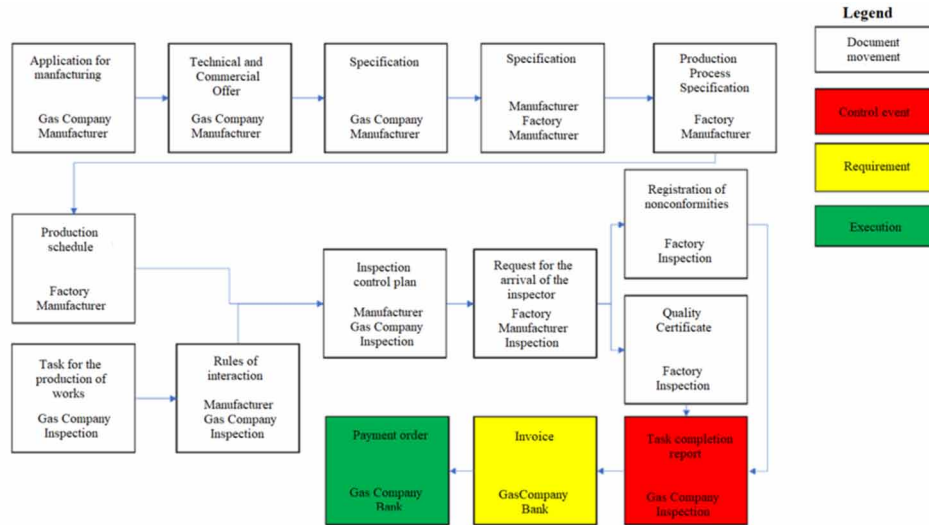 Legend
Application for
manfacturing
Gas Company
Manufacturer
Technical and
Commercial
Offer
Gas Company
Manufacturer
Specification
Gas Company
Manufacturer
Specification
Manufacturer
Factory
Manufacturer
Production
Process
Specification
Factory
Manufacturer
Document
movement
Control event
Requirement
Execution
Production
schedule
Factory
Manufacturer
Inspection
control plan
Manufacturer
Gas Company
Inspection
Request for the
arrival of the
inspector
Factory
Manufacturer
Inspection
Registration of
nonconformities
Factory
Inspection
Quality
Certificate
Factory
Inspection
Task for the
production of
works
Gas Company
Inspection
Rules of
interaction
Manufacturer
Gas Company
Inspection
Payment order
Gas Company
Bank
Invoice
GasCompany
Bank
Task completion
report
Gas Company
Inspection